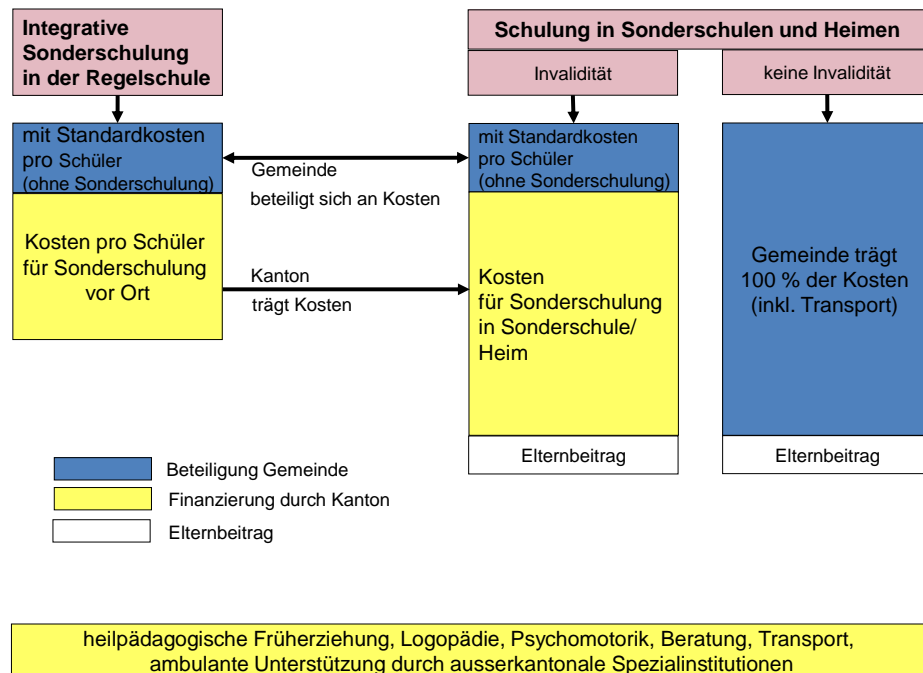 Integrative
Sonderschulung
in der Regelschule
Schulung in Sonderschulen und Heimen
Invalidität
keine Invalidität
mit Standardkosten
pro Schüler
(ohne Sonderschulung)
Gemeinde
beteiligt sich an Kosten
mit Standardkosten
pro Schüler
(ohne Sonderschulung)
Kosten pro Schüler
für Sonderschulung
vor Ort
Kanton
trägt Kosten
Kosten
für Sonderschulung
in Sonderschule/
Heim
Gemeinde trägt
100 % der Kosten
(inkl. Transport)
Elternbeitrag
Elternbeitrag
Beteiligung Gemeinde
Finanzierung durch Kanton
Elternbeitrag
heilpädagogische Früherziehung, Logopädie, Psychomotorik, Beratung, Transport,
ambulante Unterstützung durch ausserkantonale Spezialinstitutionen